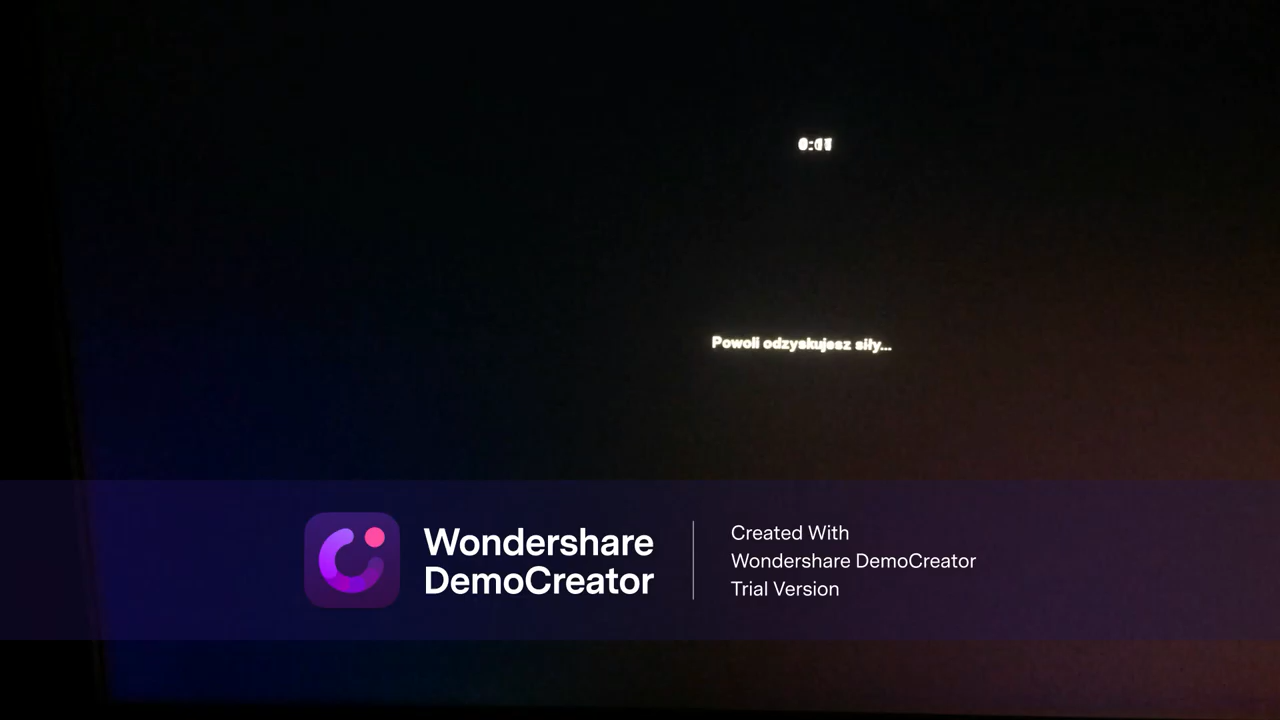 Powoli odzyskujesz siły...
Wondershare
DemoCreator
Created With
Wondershare DemoCreator
Trial Version